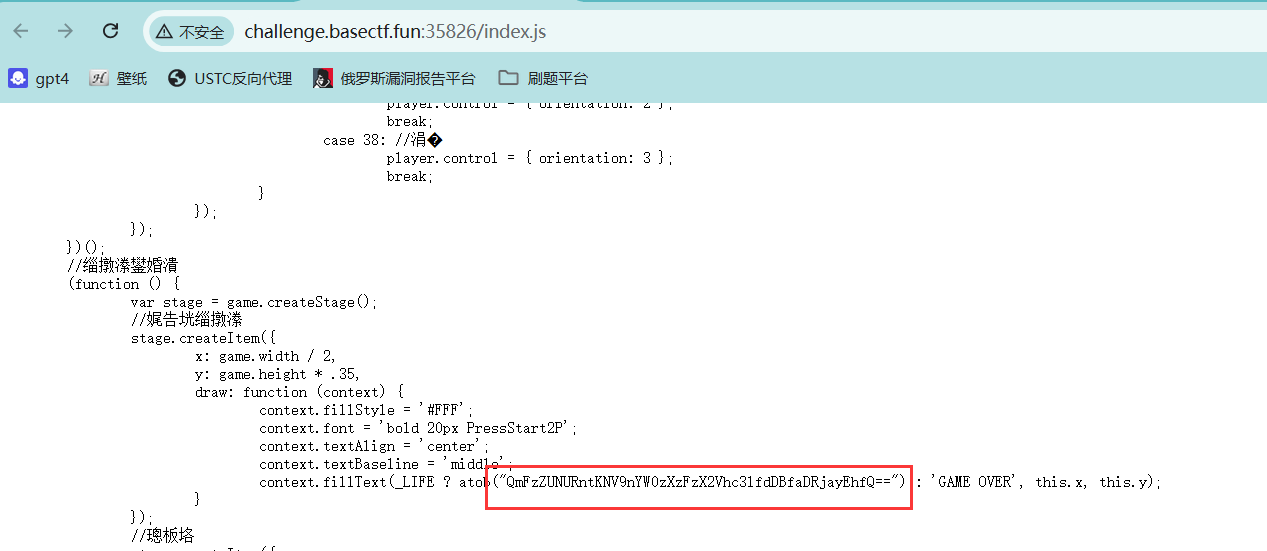 不安全 challenge.basectf.fun:35826/index.js
gpt4 壁纸 USTC反向代理 俄罗斯漏洞报告平台 刷题平台
player.control = { orientation: 2 };
break;
case 38: //涓�
player.control = { orientation: 3 };
break;
}
});
});
})();
//缁撴潫鐢婚潰
(function () {
var stage = game.createStage();
//娓告垙缁撴潫
stage.createItem({
x: game.width / 2,
y: game.height * .35,
draw: function (context) {
context.fillStyle = '#FFF';
context.font = 'bold 20px PressStart2P';
context.textAlign = 'center';
context.textBaseline = 'middle';
context.fillText(_LIFE ? atob("QmFzZUNURntKNV9nYW0zXzFzX2Vhc3lfdDBfaDRjayEhfQ==") : 'GAME OVER', this.x, this.y);
}
});
//璁板垎
stage.createItem({